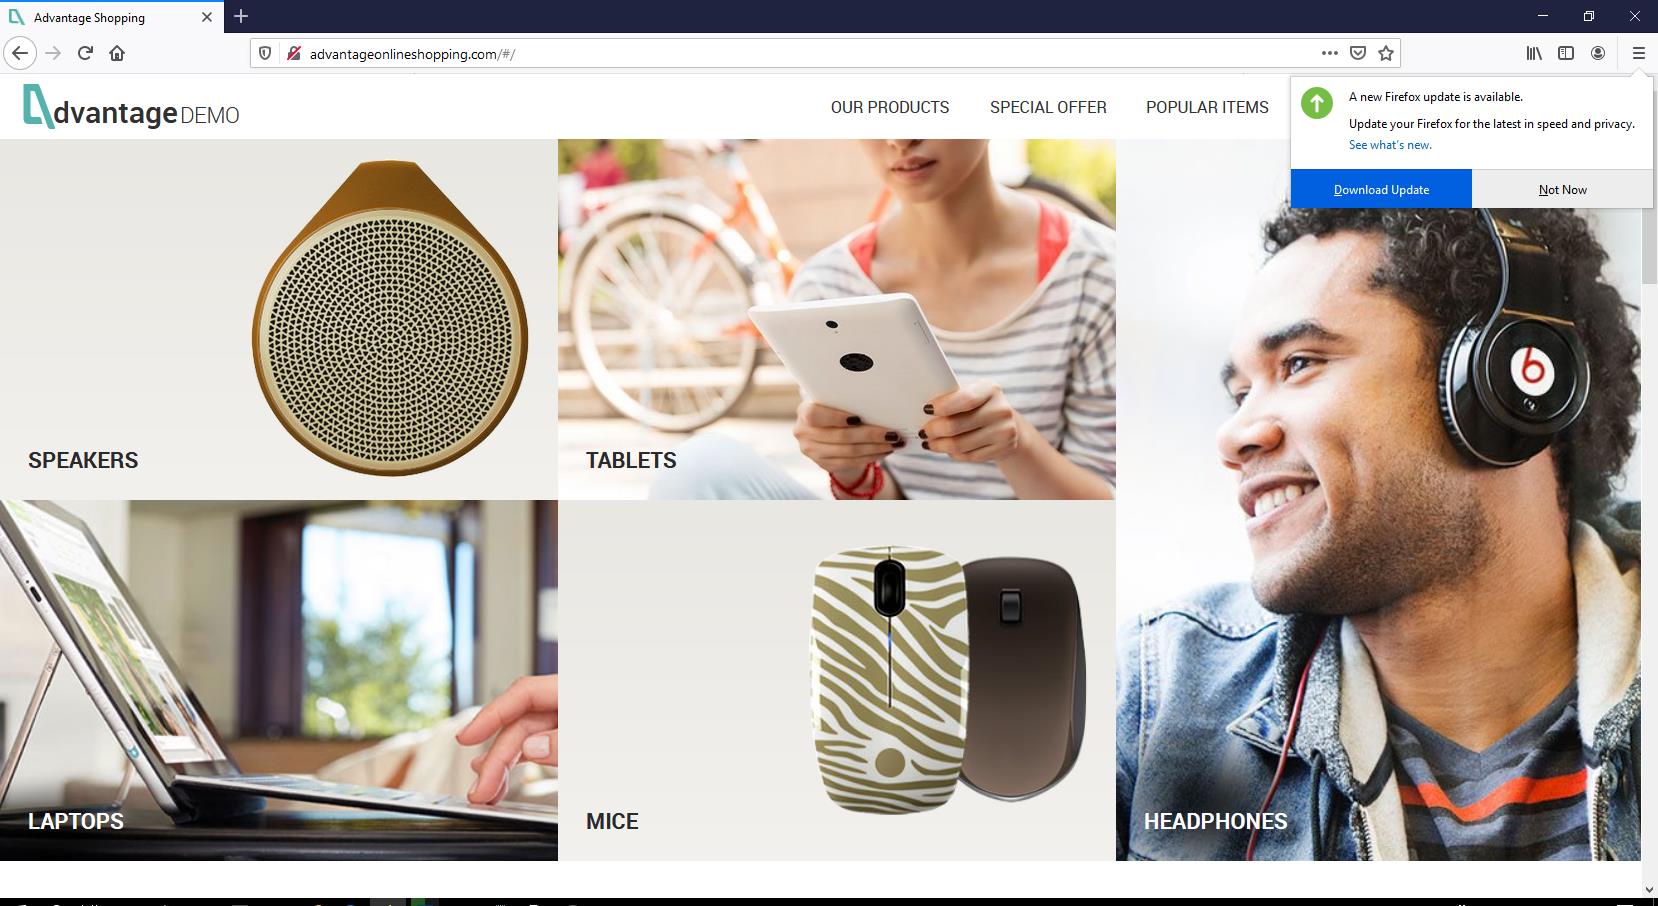 Advantage Shopping
advantageonlineshopping.com/#/
dvantage DEMO
OUR PRODUCTS
SPECIAL OFFER
POPULAR ITEMS
A new Firefox update is available.
Update your Firefox for the latest in speed and privacy.
See what's new.
Download Update
Not Now
SPEAKERS
TABLETS
LAPTOPS
MICE
HEADPHONES